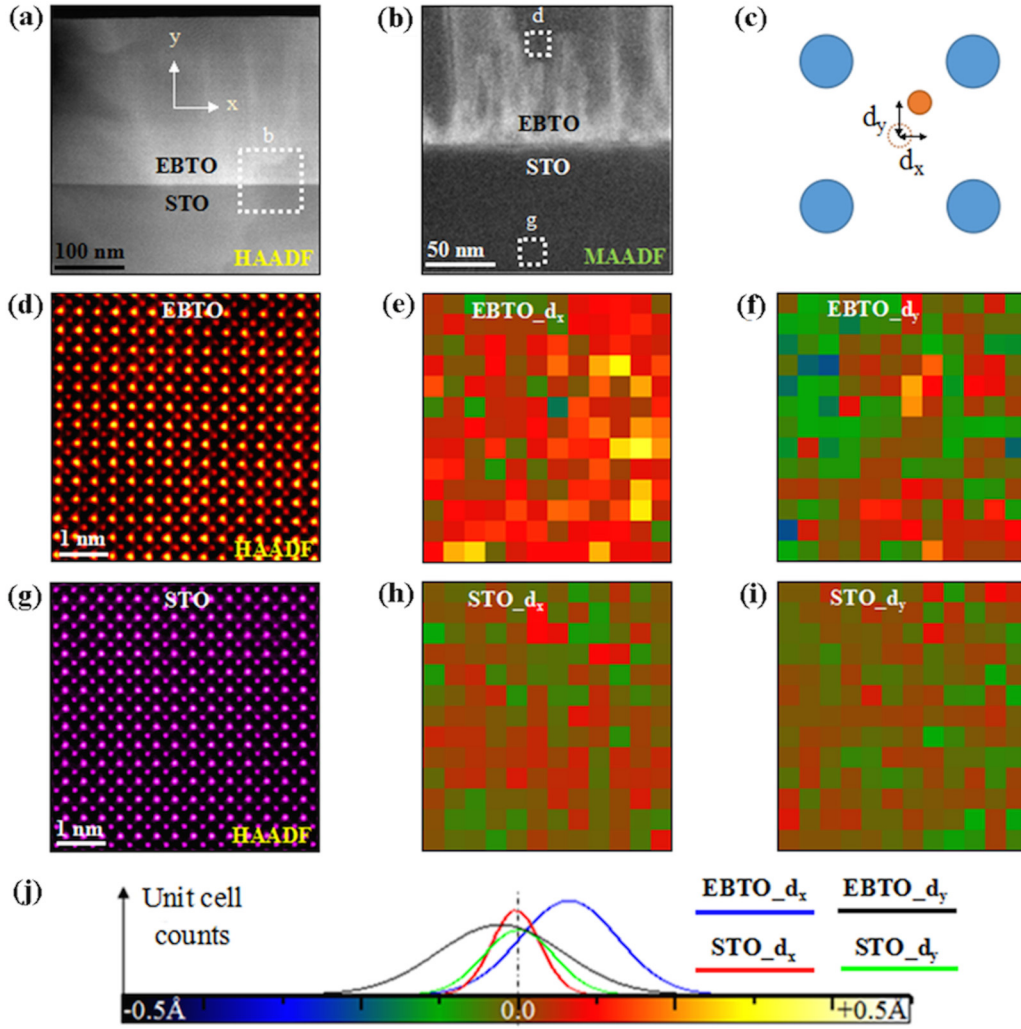 (a)
y
x
b
EBTO
STO
100 nm
HAADF
(b)
d
EBTO
STO
g
50 nm
MAADF
(c)
dy
dx
(d)
EBTO
1 nm
HAADF
(e)
EBTO_dx
(f)
EBTO_dy
(g)
STO
1 nm
HAADF
(h)
STO_dx
(i)
STO_dy
(j)
Unit cell
counts
EBTO_dx
EBTO_dy
STO_dx
STO_dy
-0.5Å
0.0
+0.5Å